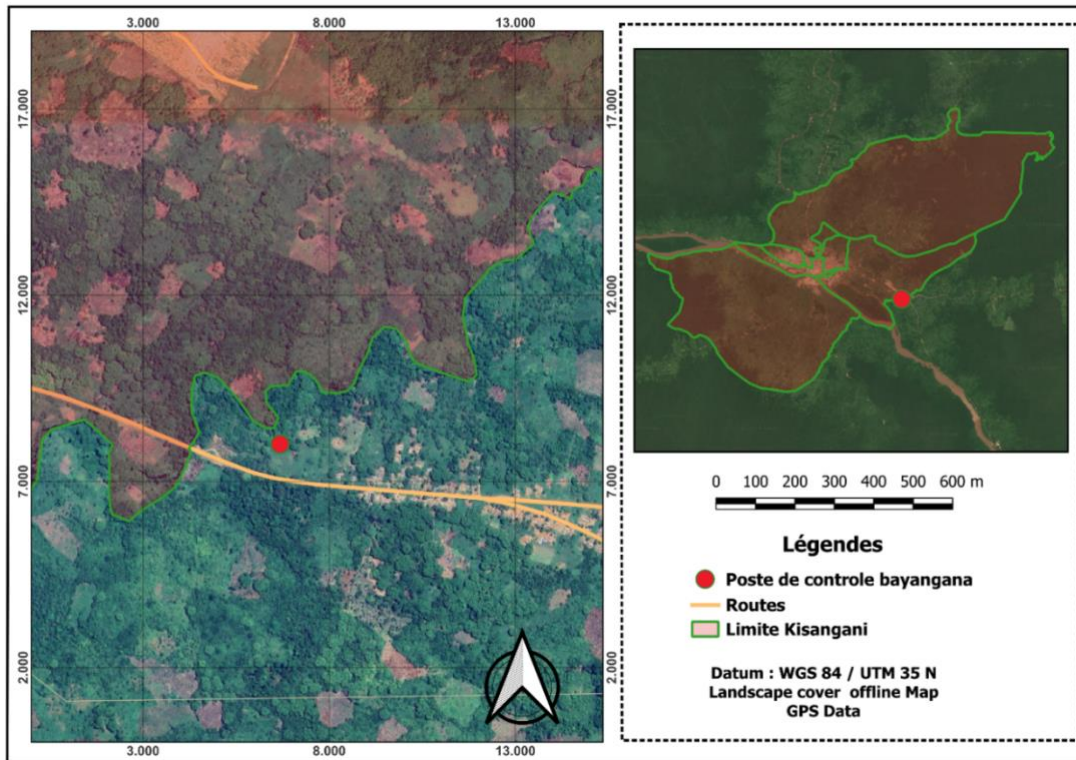 3.000 8.000 13.000
17.000 17.000
12.000 12.000
7.000 7.000
2.000 2.000
3.000 8.000 13.000
0 100 200 300 400 500 600 m
Légendes
Poste de controle bayangana
Routes
Limite Kisangani
Datum : WGS 84 / UTM 35 N
Landscape cover offline Map
GPS Data